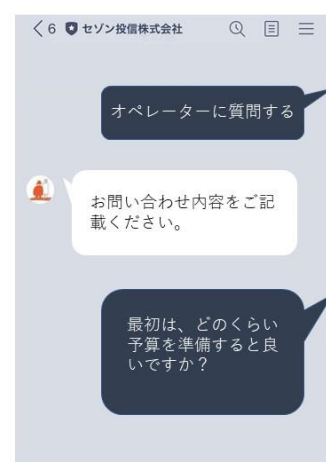 6 セゾン投信株式会社
オペレーターに質問する
お問い合わせ内容をご記
載ください。
最初は、どのくらい
予算を準備すると良
いですか？